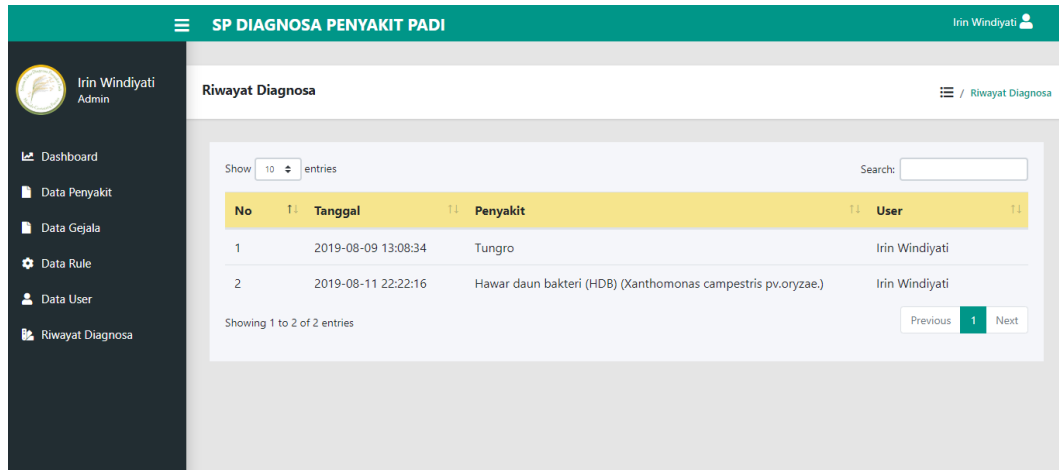 SP DIAGNOSA PENYAKIT PADI
Irin Windiyati
Irin Windiyati
Admin
Dashboard
Data Penyakit
Data Gejala
Data Rule
Data User
Riwayat Diagnosa
Riwayat Diagnosa
/ Riwayat Diagnosa
Show 10 entries
Search:
No Tanggal Penyakit User
1 2019-08-09 13:08:34 Tungro Irin Windiyati
2 2019-08-11 22:22:16 Hawar daun bakteri (HDB) (Xanthomonas campestris pv.oryzae.) Irin Windiyati
Showing 1 to 2 of 2 entries
Previous 1 Next